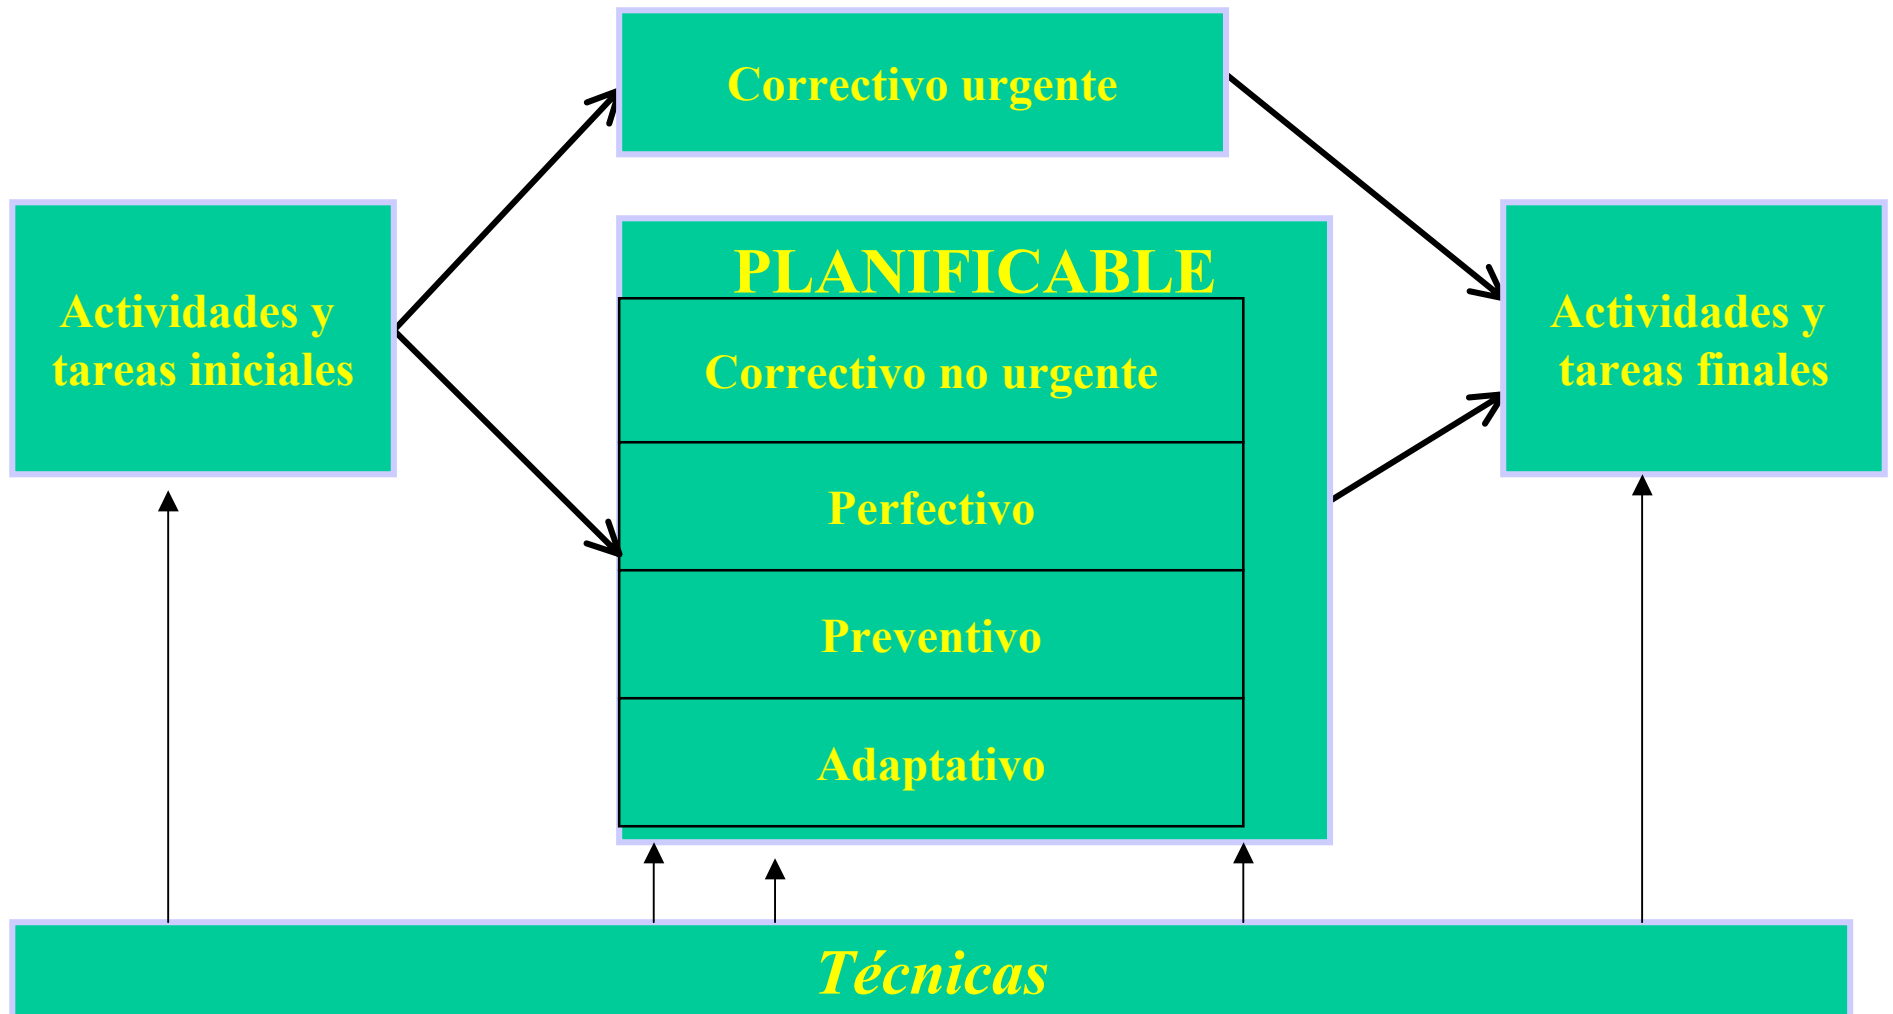 Correctivo urgente
Actividades y
tareas iniciales
PLANIFICABLE
Correctivo no urgente
Perfectivo
Preventivo
Adaptativo
Actividades y
tareas finales
Técnicas